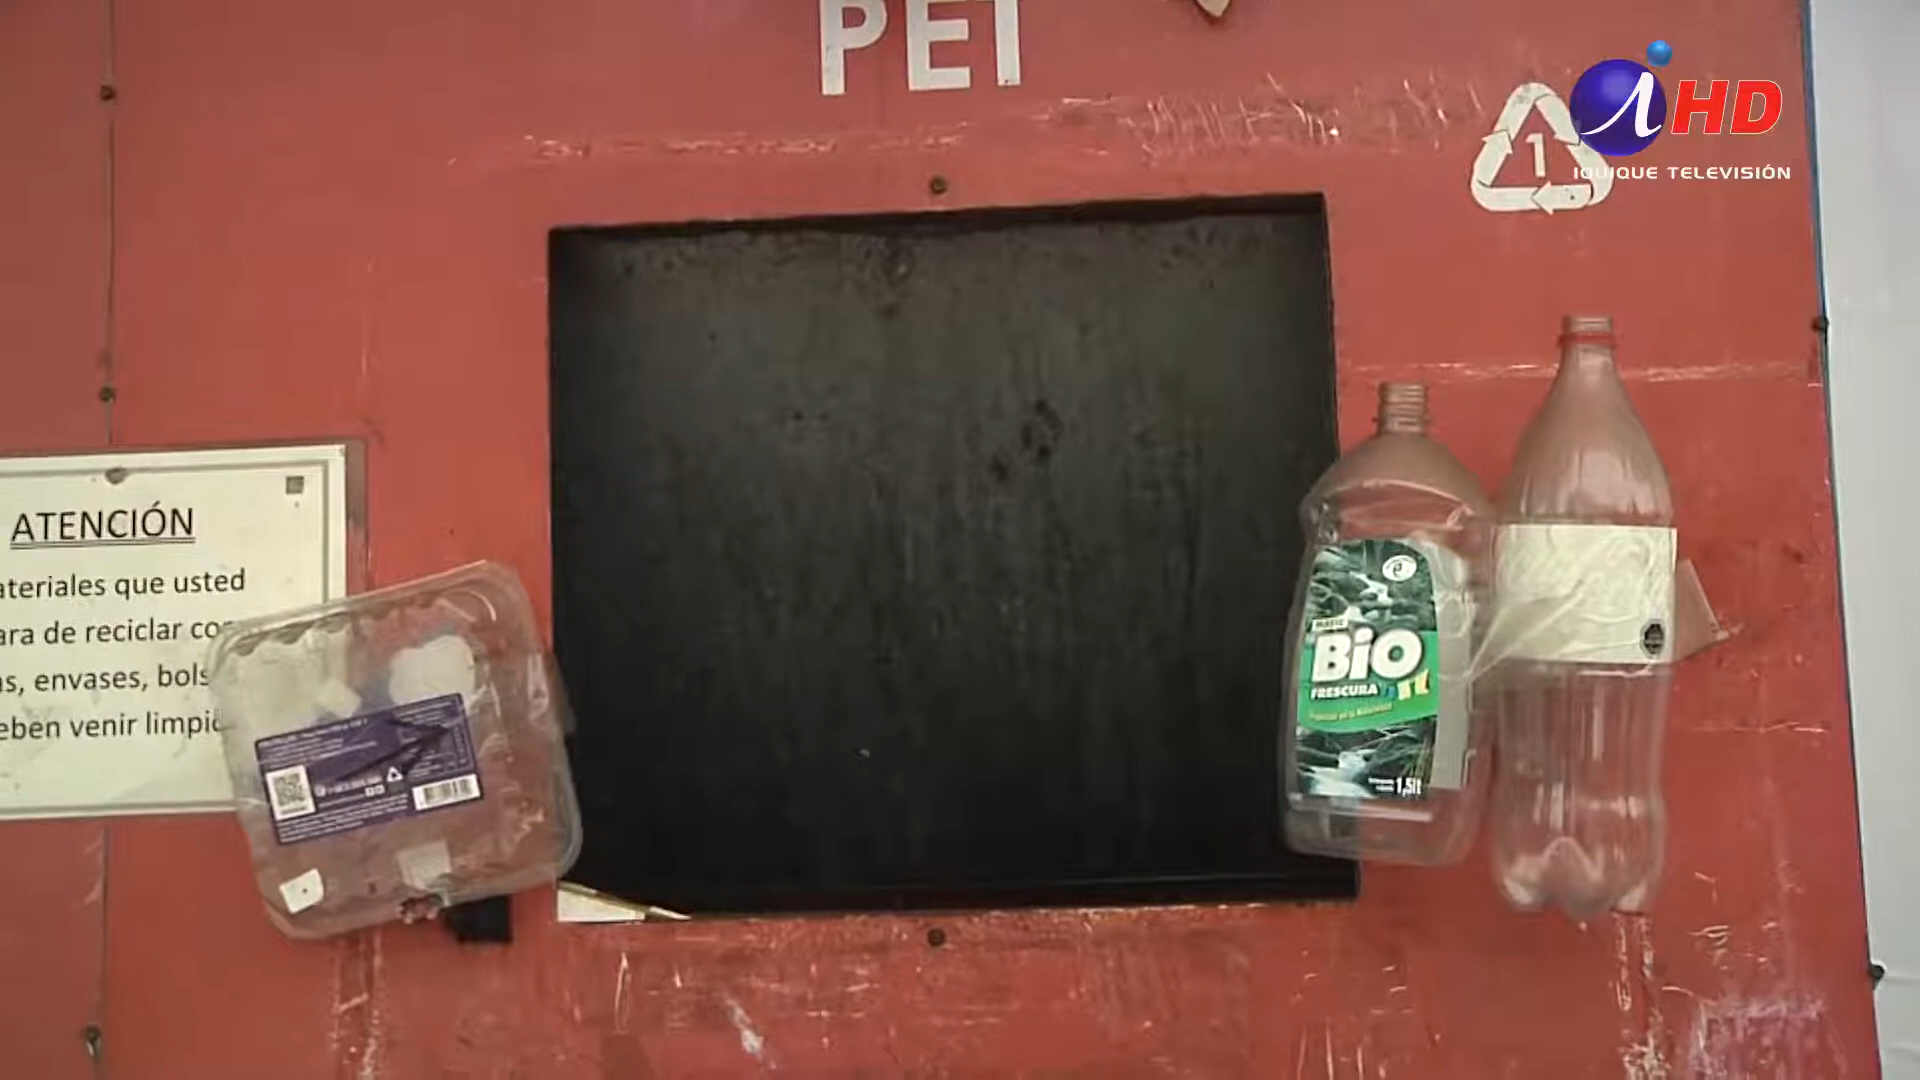 PET
1
HD
IQUIQUE TELEVISIÓN
ATENCIÓN
ateriales que usted
ara de reciclar co
s, envases, bols
eben venir limpi
MAGIC
BiO
FRESCURA
1,5lt